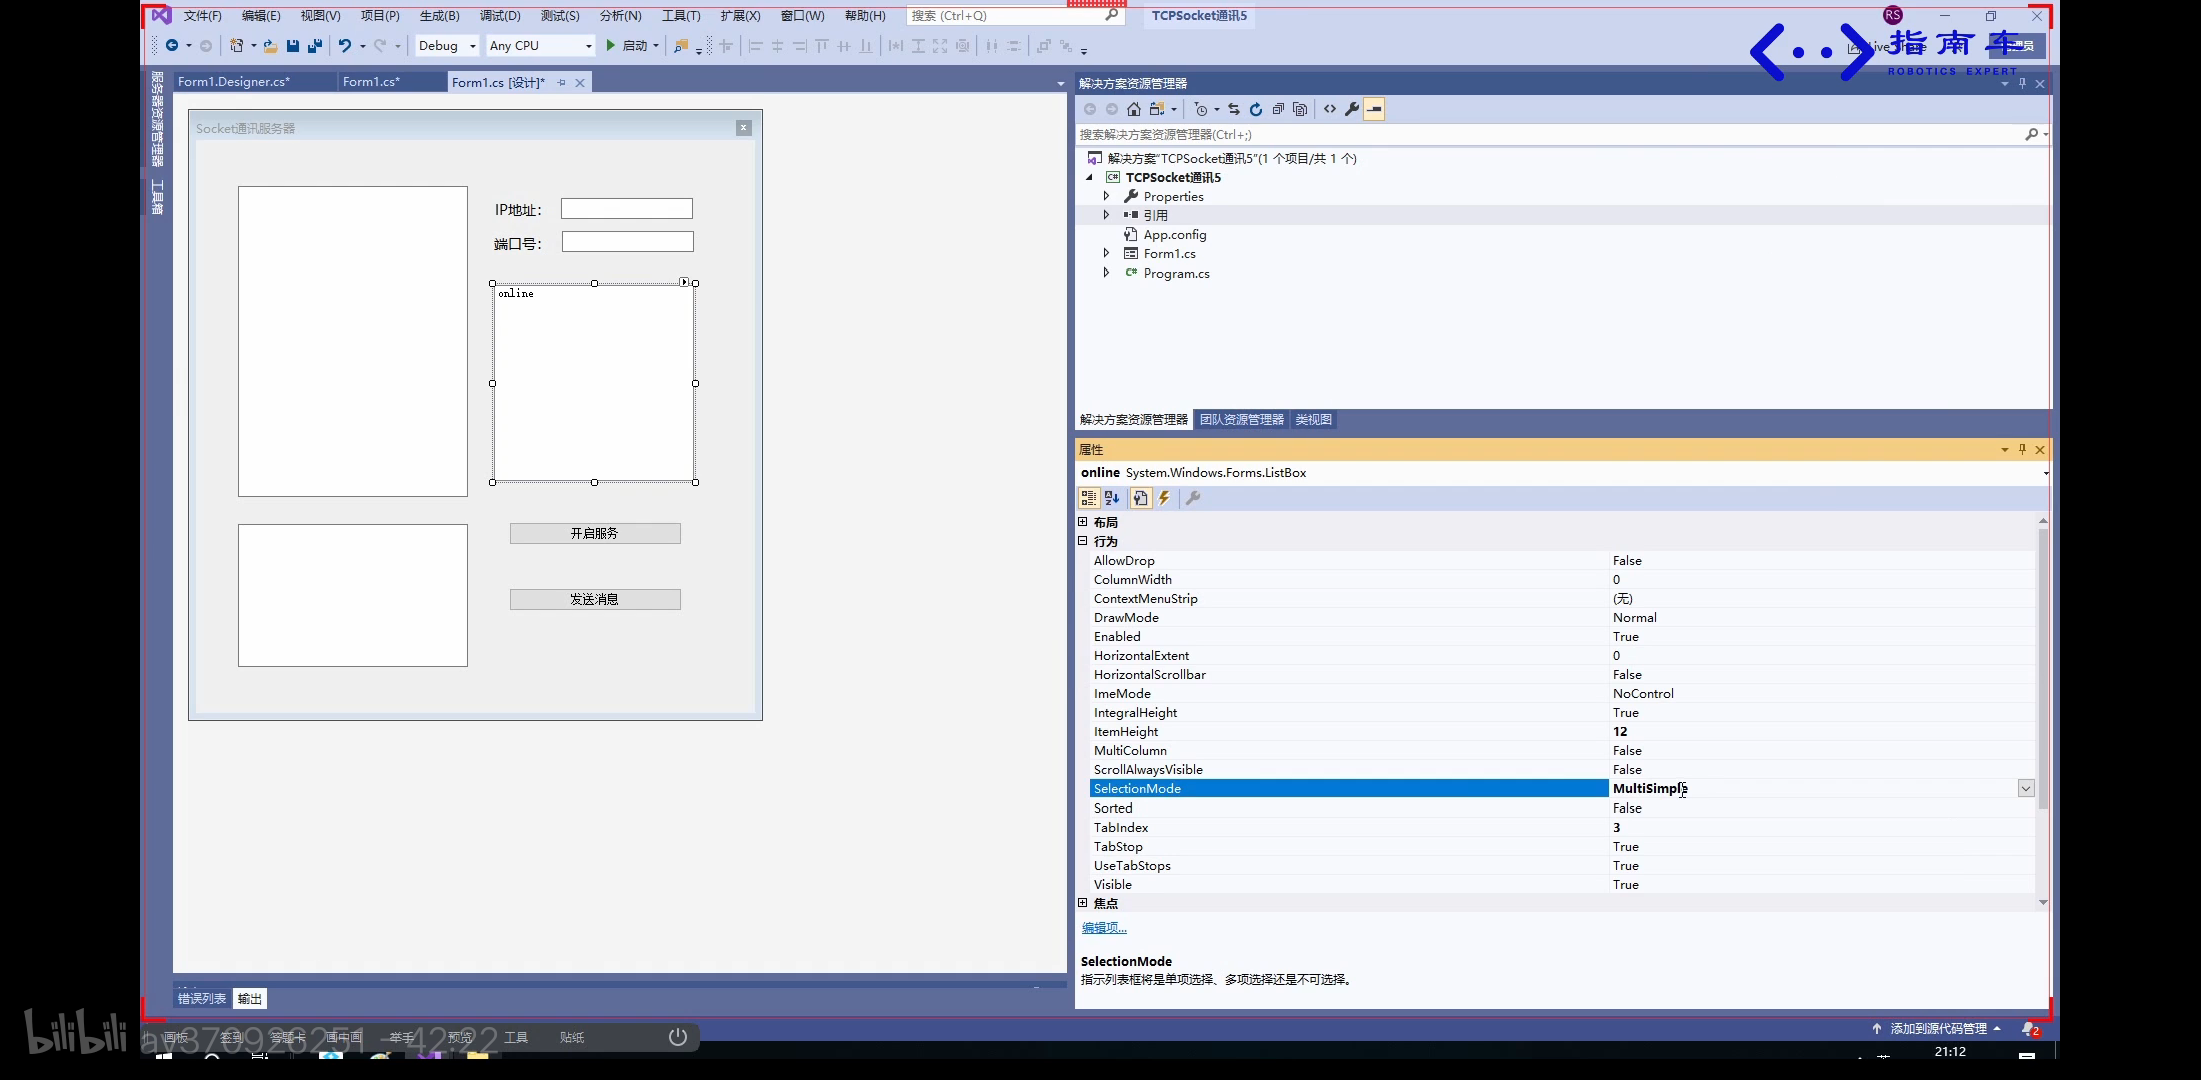 文件(F) 编辑(E) 视图(V) 项目(P) 生成(B) 调试(D) 测试(S) 分析(N) 工具(T) 扩展(X) 窗口(W) 帮助(H) 搜索 (Ctrl+Q) TCPSocket通讯5 RS
Debug Any CPU 启动 Live Share
指南车
ROBOTICS EXPERT
服务器资源管理器
工具箱
Form1.Designer.cs* Form1.cs* Form1.cs [设计]*
Socket通讯服务器
IP地址:
端口号:
online
开启服务
发送消息
解决方案资源管理器
搜索解决方案资源管理器(Ctrl+;)
解决方案"TCPSocket通讯5"(1 个项目/共 1 个)
TCPSocket通讯5
Properties
引用
App.config
Form1.cs
Program.cs
解决方案资源管理器 团队资源管理器 类视图
属性
online System.Windows.Forms.ListBox
布局
行为
AllowDrop False
ColumnWidth 0
ContextMenuStrip (无)
DrawMode Normal
Enabled True
HorizontalExtent 0
HorizontalScrollbar False
ImeMode NoControl
IntegralHeight True
ItemHeight 12
MultiColumn False
ScrollAlwaysVisible False
SelectionMode MultiSimple
Sorted False
TabIndex 3
TabStop True
UseTabStops True
Visible True
焦点
编辑项...
SelectionMode
指示列表框将是单项选择、多项选择还是不可选择。
错误列表 输出
添加到源代码管理 2
画板 签到 答题卡 画中画 举手 预览 工具 贴纸
bilibili av370920251 - 42:22
21:12